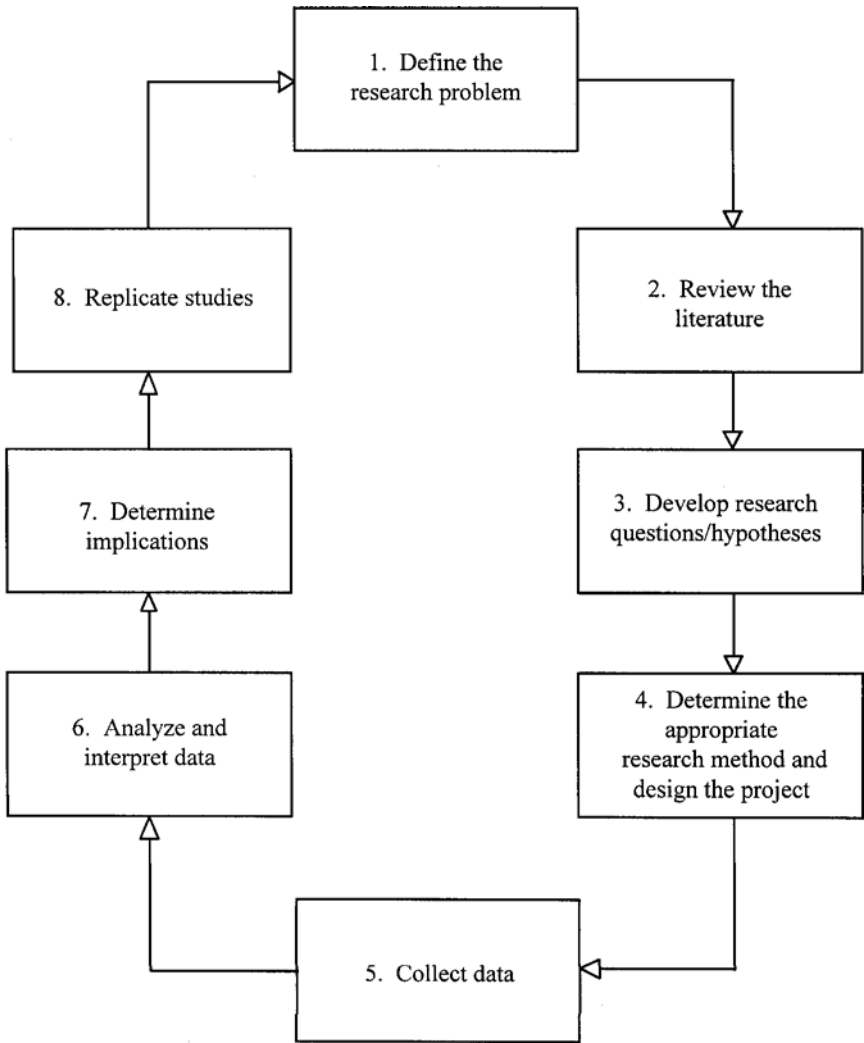 1. Define the
research problem
2. Review the
literature
3. Develop research
questions/hypotheses
4. Determine the
appropriate
research method and
design the project
5. Collect data
6. Analyze and
interpret data
7. Determine
implications
8. Replicate studies